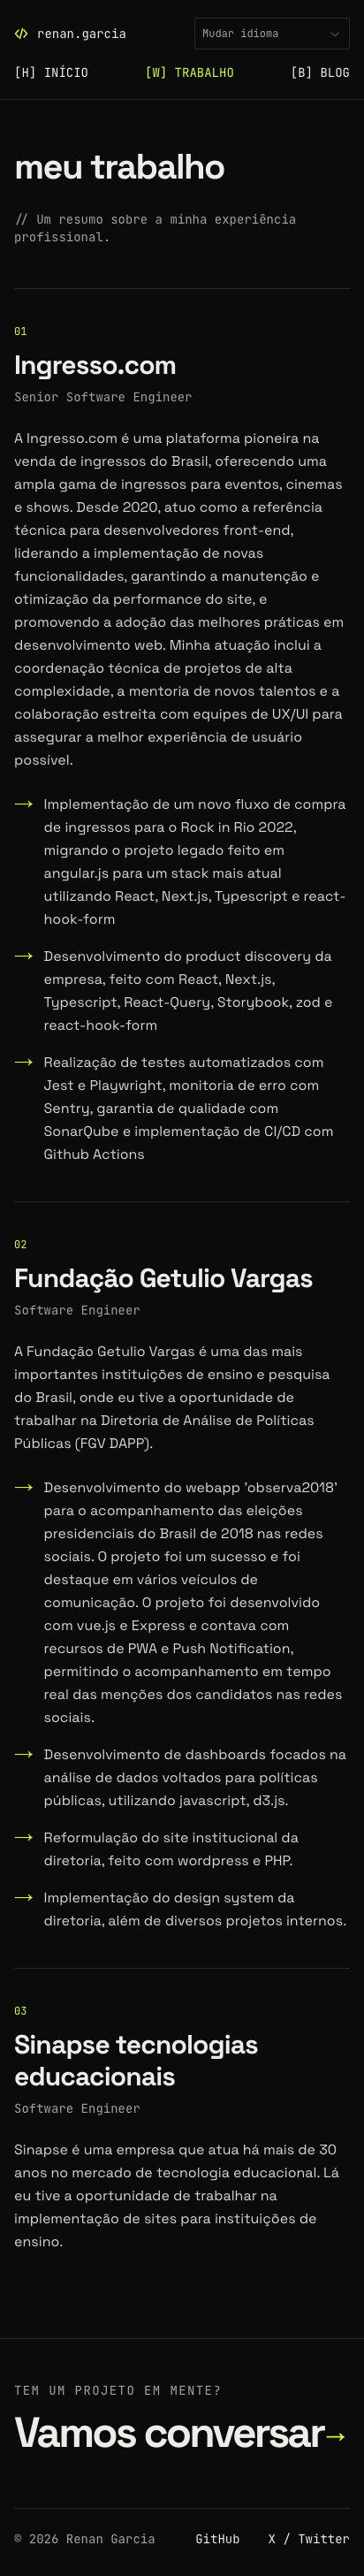 </> renan.garcia
Mudar idioma
[H] INÍCIO
[W] TRABALHO
[B] BLOG
meu trabalho
// Um resumo sobre a minha experiência
profissional.
01
Ingresso.com
Senior Software Engineer
A Ingresso.com é uma plataforma pioneira na
venda de ingressos do Brasil, oferecendo uma
ampla gama de ingressos para eventos, cinemas
e shows. Desde 2020, atuo como a referência
técnica para desenvolvedores front-end,
liderando a implementação de novas
funcionalidades, garantindo a manutenção e
otimização da performance do site, e
promovendo a adoção das melhores práticas em
desenvolvimento web. Minha atuação inclui a
coordenação técnica de projetos de alta
complexidade, a mentoria de novos talentos e a
colaboração estreita com equipes de UX/UI para
assegurar a melhor experiência de usuário
possível.
→ Implementação de um novo fluxo de compra
de ingressos para o Rock in Rio 2022,
migrando o projeto legado feito em
angular.js para um stack mais atual
utilizando React, Next.js, Typescript e react-
hook-form
→ Desenvolvimento do product discovery da
empresa, feito com React, Next.js,
Typescript, React-Query, Storybook, zod e
react-hook-form
→ Realização de testes automatizados com
Jest e Playwright, monitoria de erro com
Sentry, garantia de qualidade com
SonarQube e implementação de CI/CD com
Github Actions
02
Fundação Getulio Vargas
Software Engineer
A Fundação Getulio Vargas é uma das mais
importantes instituições de ensino e pesquisa
do Brasil, onde eu tive a oportunidade de
trabalhar na Diretoria de Análise de Políticas
Públicas (FGV DAPP).
→ Desenvolvimento do webapp 'observa2018'
para o acompanhamento das eleições
presidenciais do Brasil de 2018 nas redes
sociais. O projeto foi um sucesso e foi
destaque em vários veículos de
comunicação. O projeto foi desenvolvido
com vue.js e Express e contava com
recursos de PWA e Push Notification,
permitindo o acompanhamento em tempo
real das menções dos candidatos nas redes
sociais.
→ Desenvolvimento de dashboards focados na
análise de dados voltados para políticas
públicas, utilizando javascript, d3.js.
→ Reformulação do site institucional da
diretoria, feito com wordpress e PHP.
→ Implementação do design system da
diretoria, além de diversos projetos internos.
03
Sinapse tecnologias
educacionais
Software Engineer
Sinapse é uma empresa que atua há mais de 30
anos no mercado de tecnologia educacional. Lá
eu tive a oportunidade de trabalhar na
implementação de sites para instituições de
ensino.
TEM UM PROJETO EM MENTE?
Vamos conversar→
© 2026 Renan Garcia
GitHub
X / Twitter